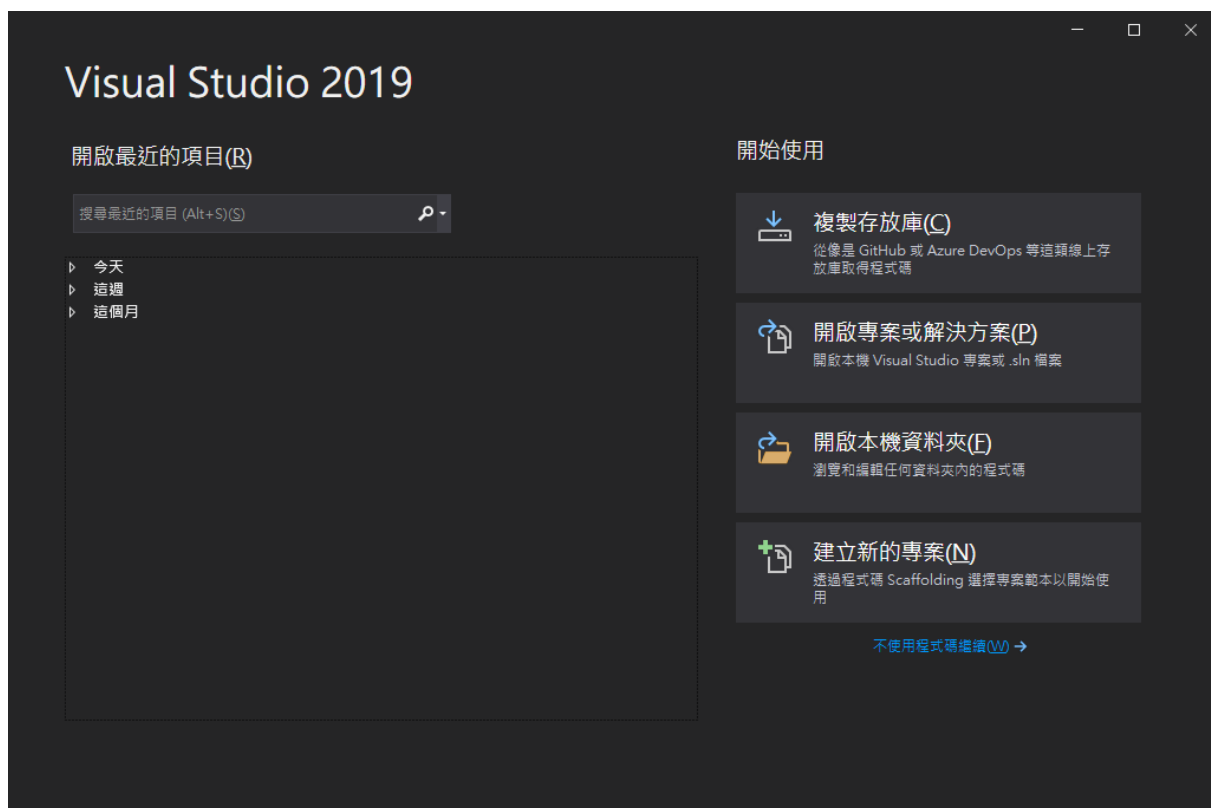 Visual Studio 2019
開啟最近的項目(R)
搜尋最近的項目 (Alt+S)(S)
今天
這週
這個月
開始使用
複製存放庫(C)
從像是 GitHub 或 Azure DevOps 等這類線上存
放庫取得程式碼
開啟專案或解決方案(P)
開啟本機 Visual Studio 專案或 .sln 檔案
開啟本機資料夾(F)
瀏覽和編輯任何資料夾內的程式碼
建立新的專案(N)
透過程式碼 Scaffolding 選擇專案範本以開始使
用
不使用程式碼繼續(W) →